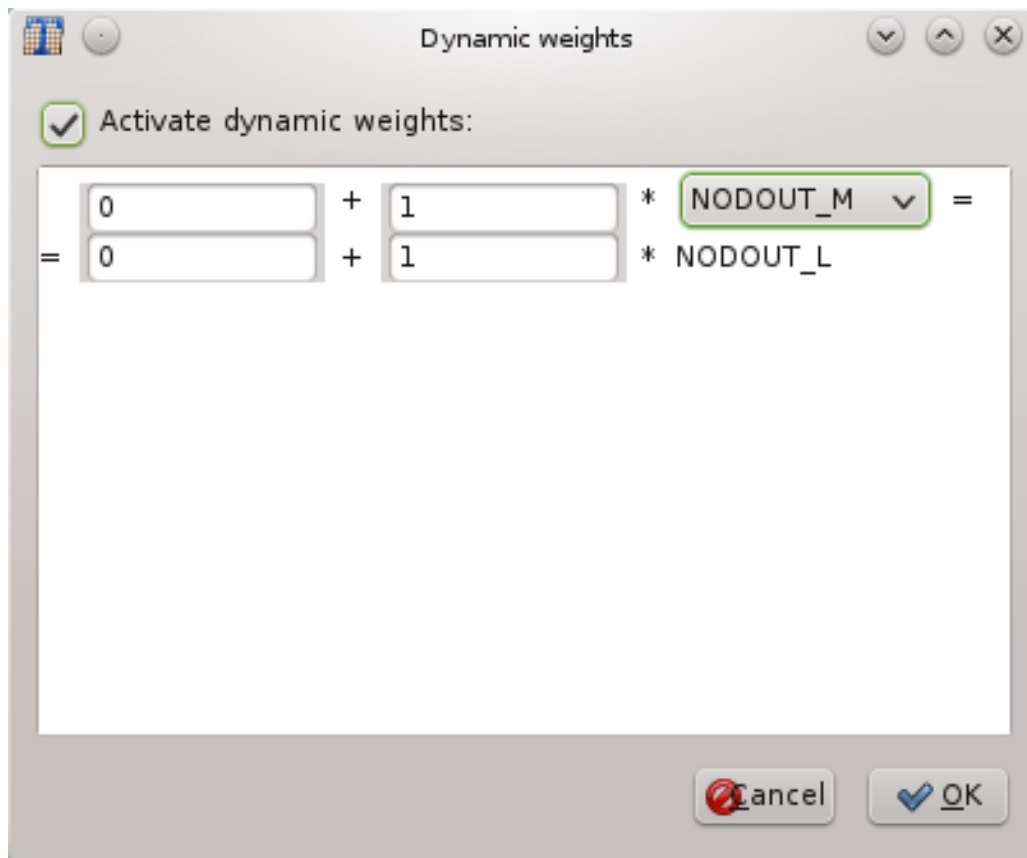 Dynamic weights
Activate dynamic weights:
0 + 1 * NODOUT_M =
= 0 + 1 * NODOUT_L
Cancel OK